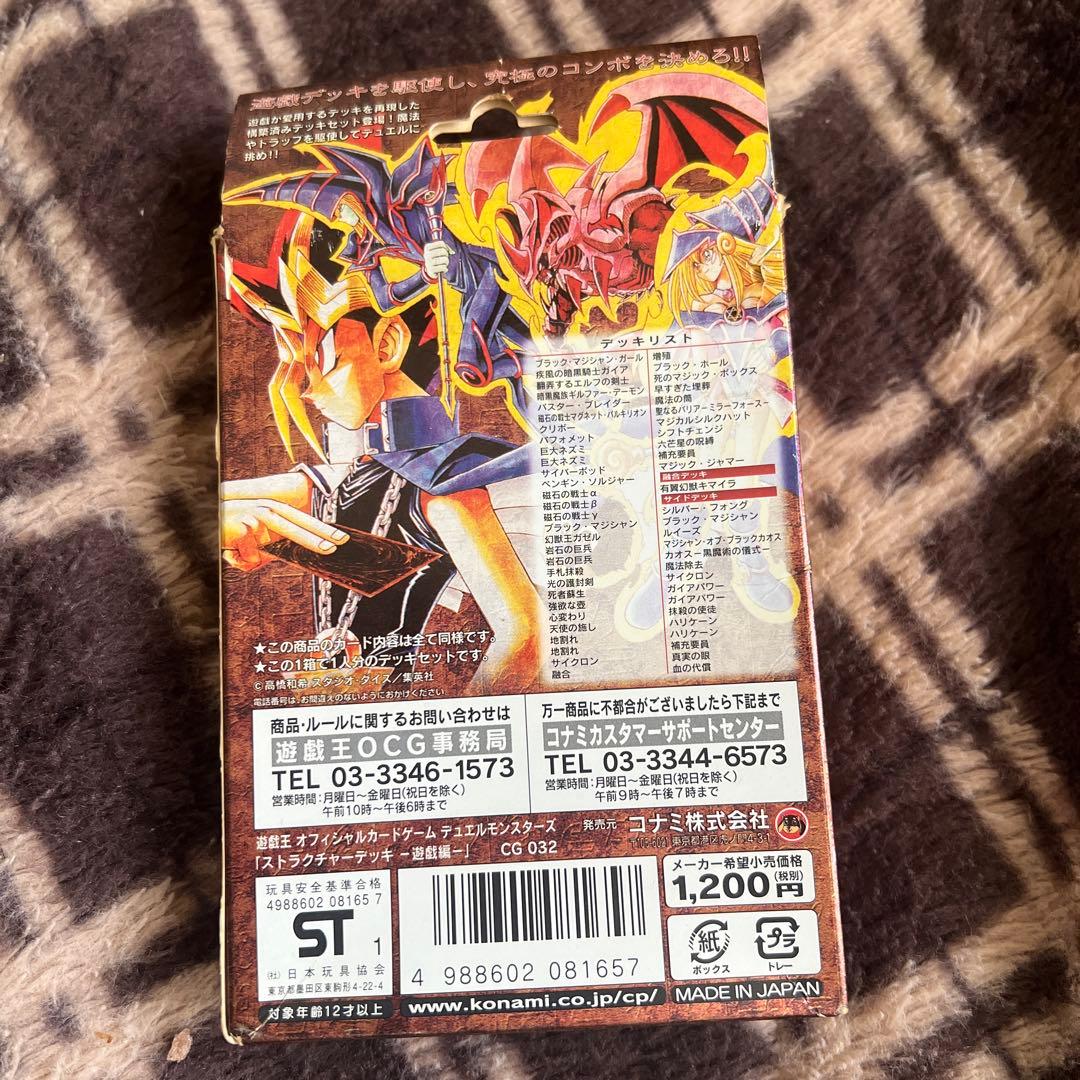 遊戯デッキを駆使し、究極のコンボを決めろ!!
遊戯が愛用するデッキを再現した
構築済みデッキセット登場!魔法
やトラップを駆使してデュエルに
挑め!!
デッキリスト
ブラック・マジシャン・ガール
疾風の暗黒騎士ガイア
翻弄するエルフの剣士
暗黒魔族ギルファー・デーモン
バスター・ブレイダー
磁石の戦士マグネット・バルキリオン
クリボー
バフォメット
巨大ネズミ
巨大ネズミ
サイバーポッド
ペンギン・ソルジャー
磁石の戦士α
磁石の戦士β
磁石の戦士γ
ブラック・マジシャン
幻獣王ガゼル
岩石の巨兵
岩石の巨兵
手札抹殺
光の護封剣
死者蘇生
強欲な壺
心変わり
天使の施し
地割れ
地割れ
サイクロン
融合
増殖
ブラック・ホール
死のマジック・ボックス
早すぎた埋葬
魔法の筒
聖なるバリアーミラーフォース-
マジカルシルクハット
シフトチェンジ
六芒星の呪縛
補充要員
マジック・ジャマー
融合デッキ
有翼幻獣キマイラ
サイドデッキ
シルバー・フォング
ブラック・マジシャン
ルイーズ
マジシャン・オブ・ブラックカオス
カオスー黒魔術の儀式-
魔法除去
サイクロン
ガイアパワー
ガイアパワー
抹殺の使徒
ハリケーン
ハリケーン
補充要員
真実の眼
血の代償
★この商品のカード内容は全て同様です。
★この1箱で1人分のデッキセットです。
©高橋和希 スタジオ・ダイス/集英社
電話番号は、お間違えのないようにおかけください
商品・ルールに関するお問い合わせは
遊戯王OCG事務局
TEL 03-3346-1573
営業時間:月曜日〜金曜日(祝日を除く)
午前10時〜午後6時まで
万一商品に不都合がございましたら下記まで
コナミカスタマーサポートセンター
TEL 03-3344-6573
営業時間:月曜日〜金曜日(祝日を除く)
午前9時〜午後7時まで
遊戯王 オフィシャルカードゲーム デュエルモンスターズ
「ストラクチャーデッキ -遊戯編-」 CG 032
発売元 コナミ株式会社
東京都港区虎ノ門4-3-1
玩具安全基準合格
4988602 08165 7
ST 1
(社)日本玩具協会
東京都墨田区東駒形4-22-4
対象年齢12才以上
4 988602 081657
www.konami.co.jp/cp/
メーカー希望小売価格
1,200円(税別)
紙
ボックス
プラ
トレー
MADE IN JAPAN